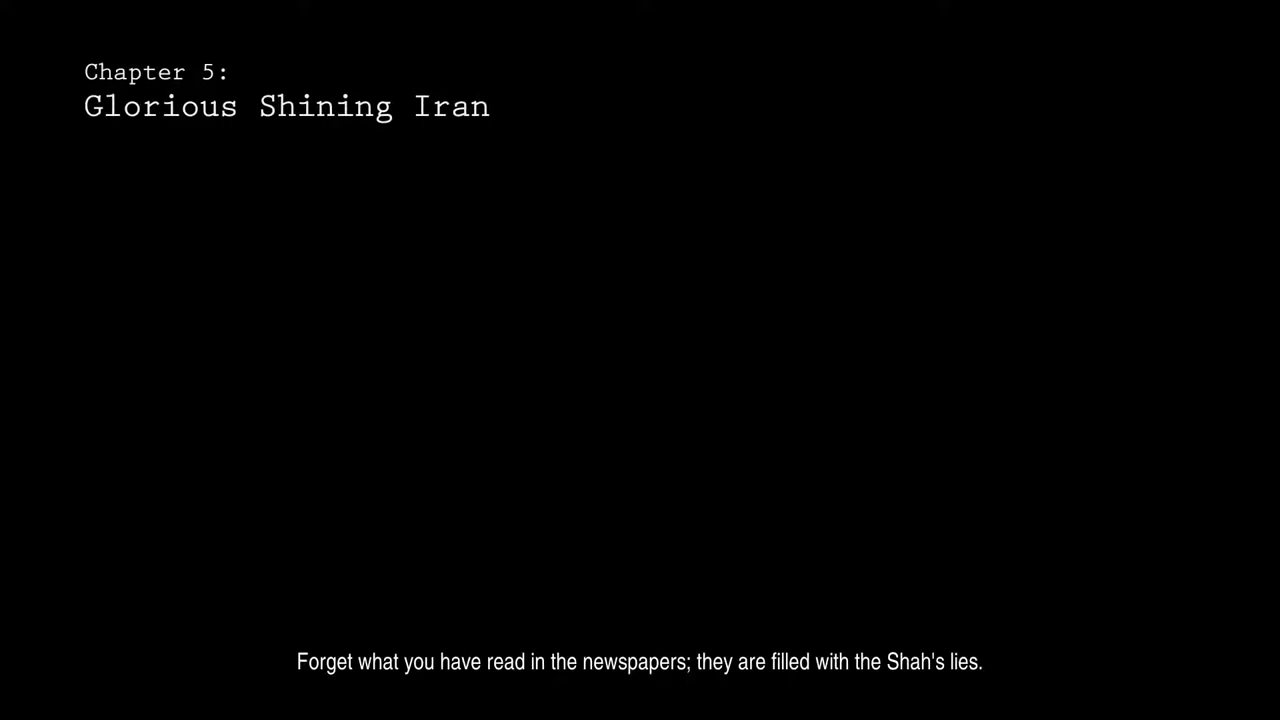 Chapter 5:
Glorious Shining Iran
Forget what you have read in the newspapers; they are filled with the Shah's lies.